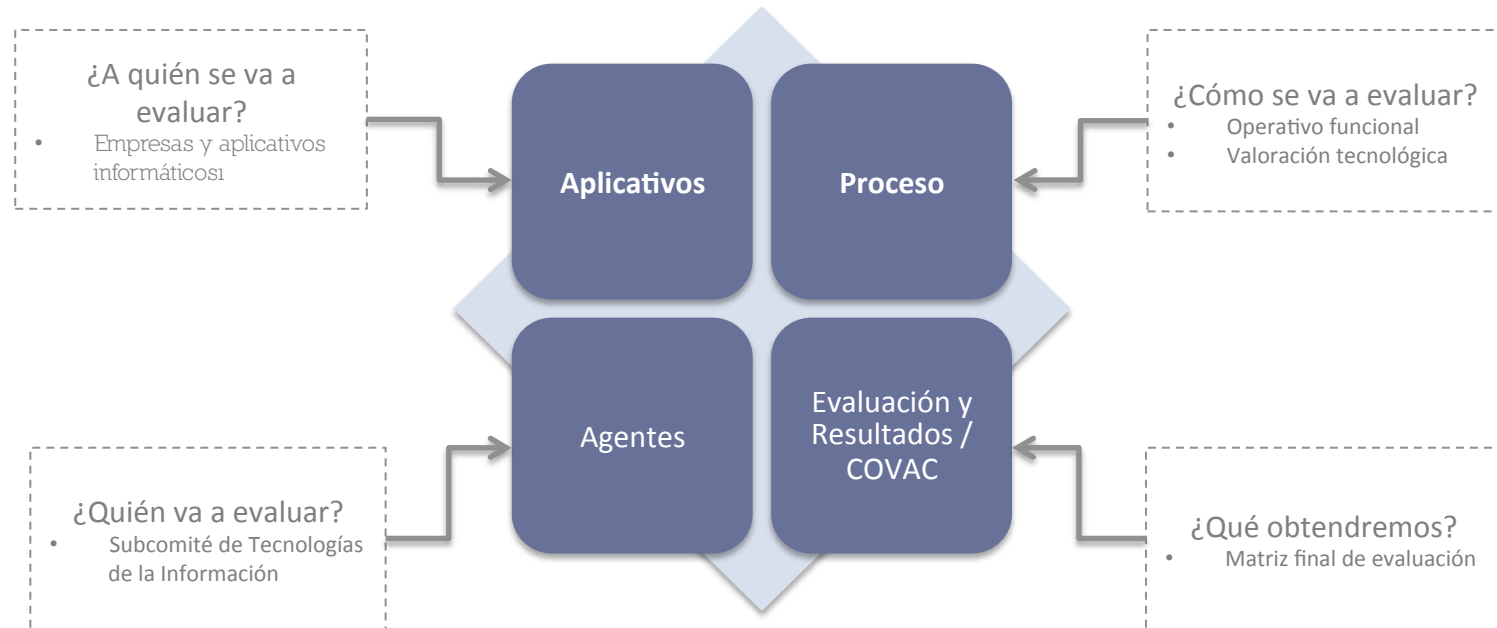 ¿A quién se va a
evaluar?
• Empresas y aplicativos
informáticos1
Aplicativos
Proceso
¿Cómo se va a evaluar?
• Operativo funcional
• Valoración tecnológica
¿Quién va a evaluar?
• Subcomité de Tecnologías
de la Información
Agentes
Evaluación y
Resultados /
COVAC
¿Qué obtendremos?
• Matriz final de evaluación